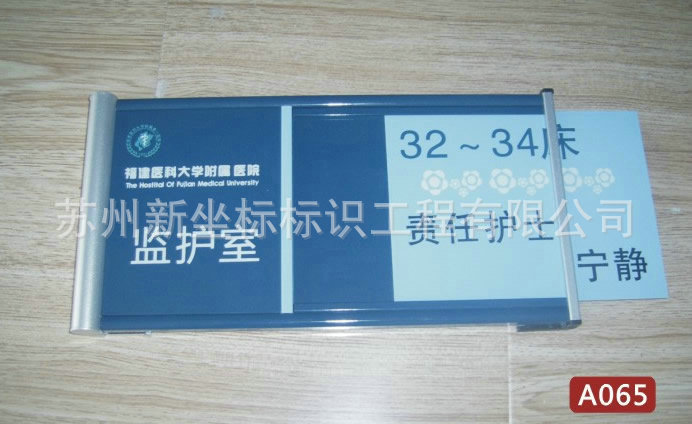 福建医科大学附属医院
The Hostital Of Fujian Medical University
监护室
32～34床
责任护士
宁静
苏州新坐标标识工程有限公司
A065